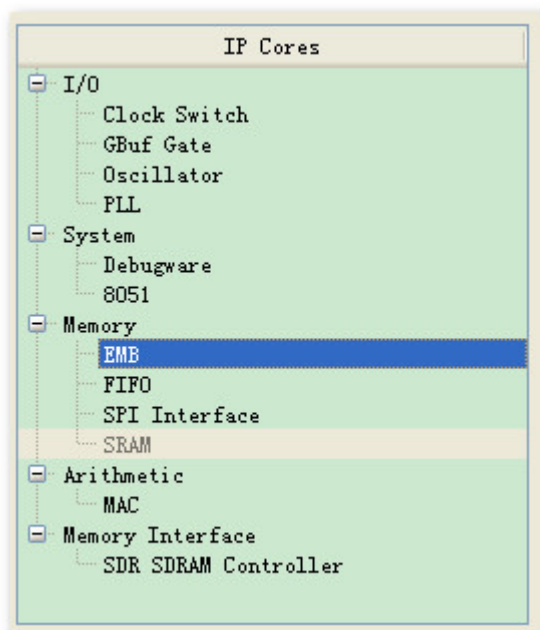 IP Cores
I/O
Clock Switch
GBuf Gate
Oscillator
PLL
System
Debugware
8051
Memory
EMB
FIFO
SPI Interface
SRAM
Arithmetic
MAC
Memory Interface
SDR SDRAM Controller